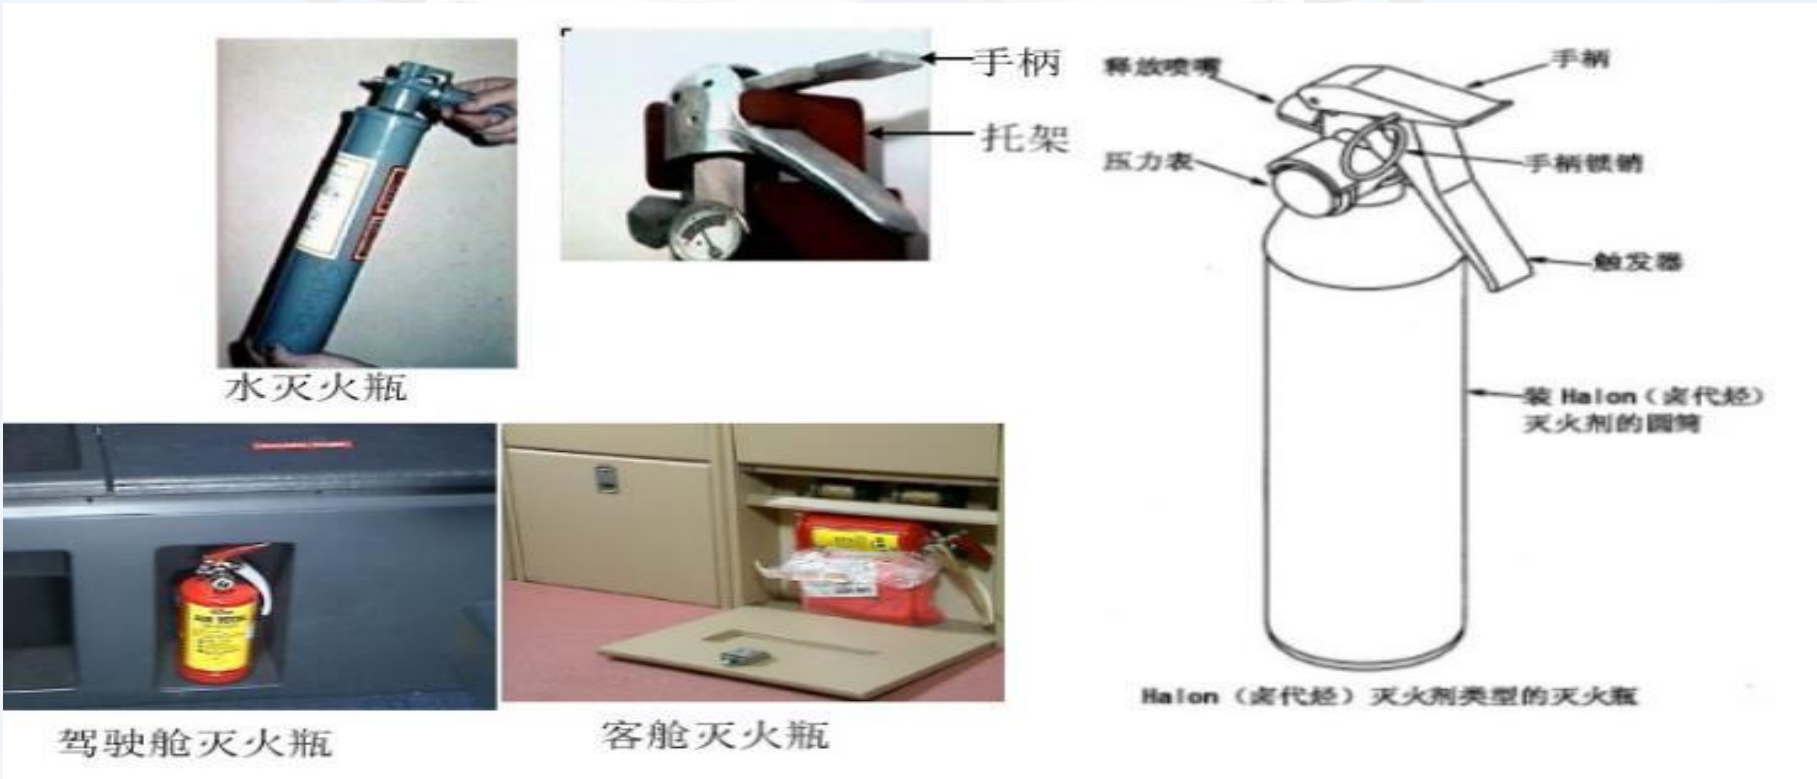 手柄
托架
水灭火瓶
驾驶舱灭火瓶
客舱灭火瓶
释放喷嘴
手柄
压力表
手柄锁销
触发器
装 Halon（卤代烃）
灭火剂的圆筒
Halon（卤代烃）灭火剂类型的灭火瓶